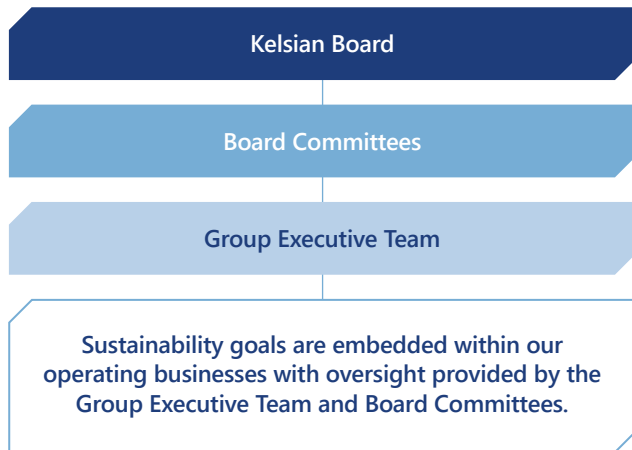 Kelsian Board
Board Committees
Group Executive Team
Sustainability goals are embedded within our
operating businesses with oversight provided by the
Group Executive Team and Board Committees.